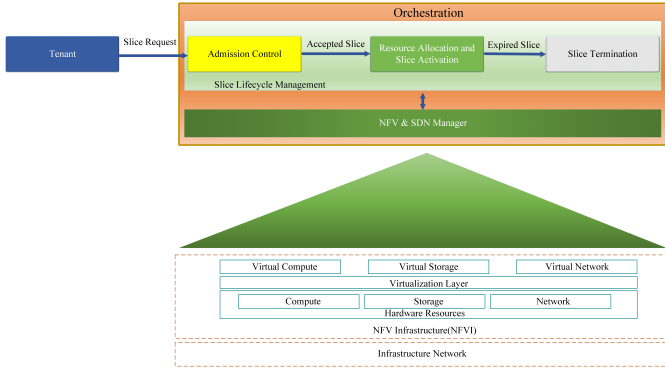 Orchestration
Slice Request
Tenant
Admission Control
Accepted Slice
Resource Allocation and
Slice Activation
Expired Slice
Slice Termination
Slice Lifecycle Management
NFV & SDN Manager
Virtual Compute
Virtual Storage
Virtual Network
Virtualization Layer
Compute
Storage
Network
Hardware Resources
NFV Infrastructure(NFVI)
Infrastructure Network